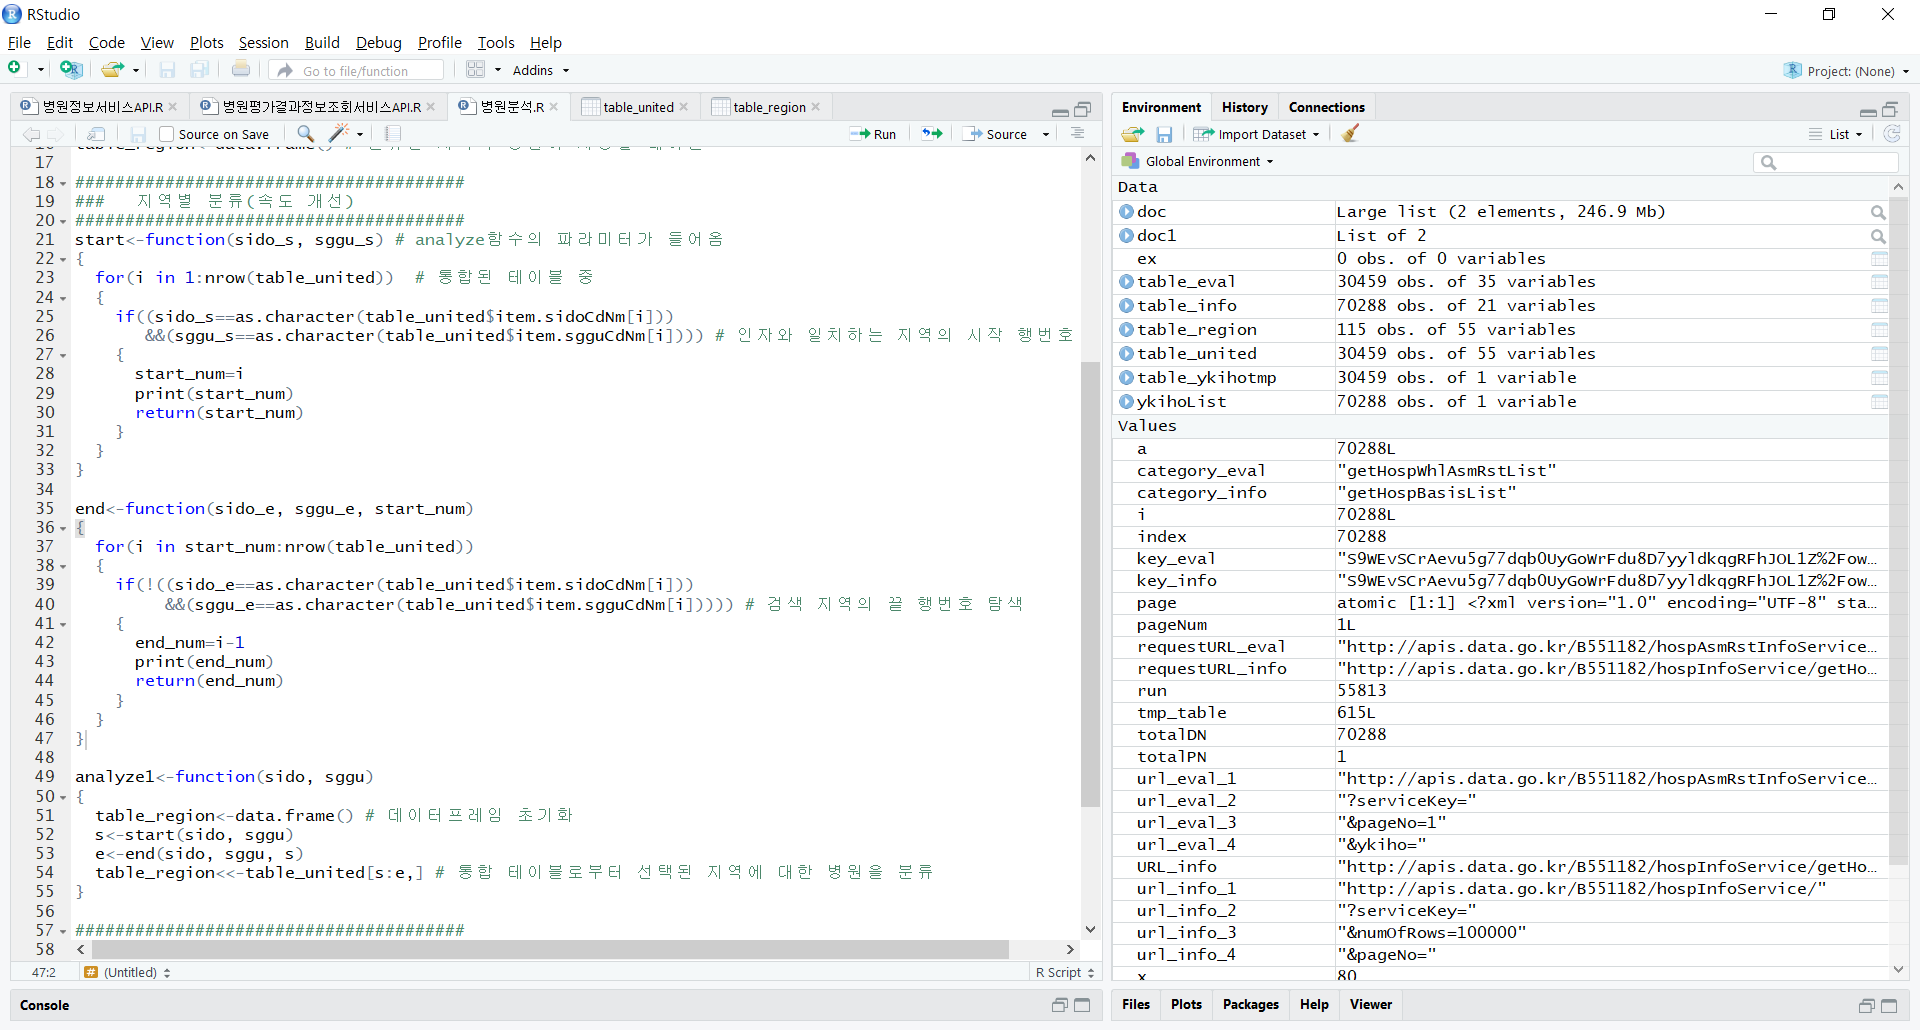 RStudio
File Edit Code View Plots Session Build Debug Profile Tools Help
Go to file/function Addins Project: (None)
병원정보서비스API.R 병원평가결과정보조회서비스API.R 병원분석.R table_united table_region
Source on Save Run Source
17
18 #######################################
19 ### 지역별 분류(속도 개선)
20 #######################################
21 start<-function(sido_s, sggu_s) # analyze함수의 파라미터가 들어옴
22 {
23 for(i in 1:nrow(table_united)) # 통합된 테이블 중
24 {
25 if((sido_s==as.character(table_united$item.sidoCdNm[i]))
26 &&(sggu_s==as.character(table_united$item.sgguCdNm[i]))) # 인자와 일치하는 지역의 시작 행번호
27 {
28 start_num=i
29 print(start_num)
30 return(start_num)
31 }
32 }
33 }
34
35 end<-function(sido_e, sggu_e, start_num)
36 {
37 for(i in start_num:nrow(table_united))
38 {
39 if(!((sido_e==as.character(table_united$item.sidoCdNm[i]))
40 &&(sggu_e==as.character(table_united$item.sgguCdNm[i])))) # 검색 지역의 끝 행번호 탐색
41 {
42 end_num=i-1
43 print(end_num)
44 return(end_num)
45 }
46 }
47 }
48
49 analyze1<-function(sido, sggu)
50 {
51 table_region<-data.frame() # 데이터프레임 초기화
52 s<-start(sido, sggu)
53 e<-end(sido, sggu, s)
54 table_region<<-table_united[s:e,] # 통합 테이블로부터 선택된 지역에 대한 병원을 분류
55 }
56
57 #######################################
58
47:2 (Untitled) R Script
Console
Environment History Connections
Import Dataset List
Global Environment
Data
doc Large list (2 elements, 246.9 Mb)
doc1 List of 2
ex 0 obs. of 0 variables
table_eval 30459 obs. of 35 variables
table_info 70288 obs. of 21 variables
table_region 115 obs. of 55 variables
table_united 30459 obs. of 55 variables
table_ykihotmp 30459 obs. of 1 variable
ykihoList 70288 obs. of 1 variable
Values
a 70288L
category_eval "getHospWhlAsmRstList"
category_info "getHospBasisList"
i 70288L
index 70288
key_eval "S9WEvSCrAevu5g77dqb0UyGoWrFdu8D7yyldkqgRFhJOL1Z%2Fow…
key_info "S9WEvSCrAevu5g77dqb0UyGoWrFdu8D7yyldkqgRFhJOL1Z%2Fow…
page atomic [1:1] <?xml version="1.0" encoding="UTF-8" sta…
pageNum 1L
requestURL_eval "http://apis.data.go.kr/B551182/hospAsmRstInfoService…
requestURL_info "http://apis.data.go.kr/B551182/hospInfoService/getHo…
run 55813
tmp_table 615L
totalDN 70288
totalPN 1
url_eval_1 "http://apis.data.go.kr/B551182/hospAsmRstInfoService…
url_eval_2 "?serviceKey="
url_eval_3 "&pageNo=1"
url_eval_4 "&ykiho="
URL_info "http://apis.data.go.kr/B551182/hospInfoService/getHo…
url_info_1 "http://apis.data.go.kr/B551182/hospInfoService/"
url_info_2 "?serviceKey="
url_info_3 "&numOfRows=100000"
url_info_4 "&pageNo="
x 80
Files Plots Packages Help Viewer